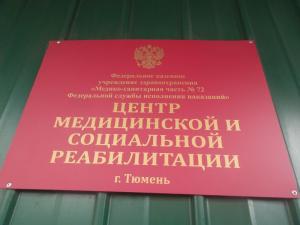 Федеральное казенное
учреждение здравоохранения
«Медико-санитарная часть № 72
Федеральной службы исполнения наказаний»
ЦЕНТР
МЕДИЦИНСКОЙ И
СОЦИАЛЬНОЙ
РЕАБИЛИТАЦИИ
г. Тюмень